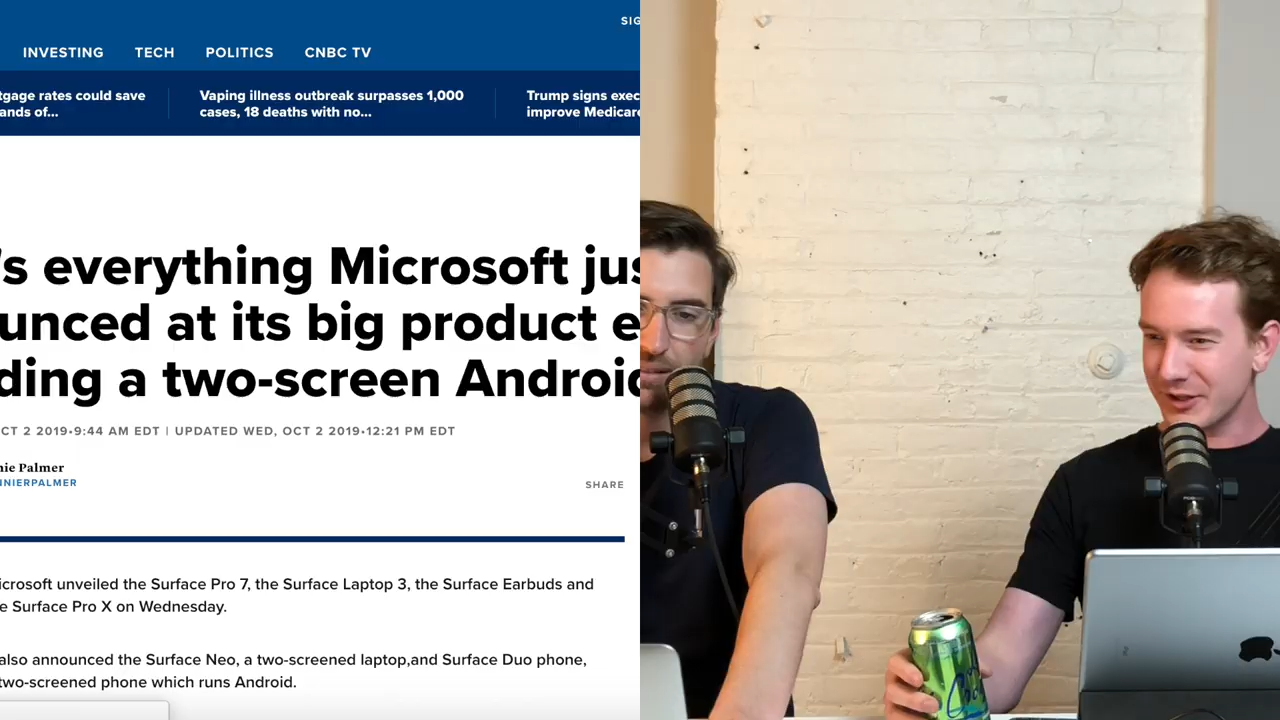 SIG
INVESTING TECH POLITICS CNBC TV
tgage rates could save
ands of...
Vaping illness outbreak surpasses 1,000
cases, 18 deaths with no...
Trump signs exec
improve Medicare
's everything Microsoft jus
unced at its big product e
ding a two-screen Android
CT 2 2019•9:44 AM EDT | UPDATED WED, OCT 2 2019•12:21 PM EDT
nie Palmer
NNIERPALMER
SHARE
icrosoft unveiled the Surface Pro 7, the Surface Laptop 3, the Surface Earbuds and
e Surface Pro X on Wednesday.
also announced the Surface Neo, a two-screened laptop,and Surface Duo phone,
two-screened phone which runs Android.